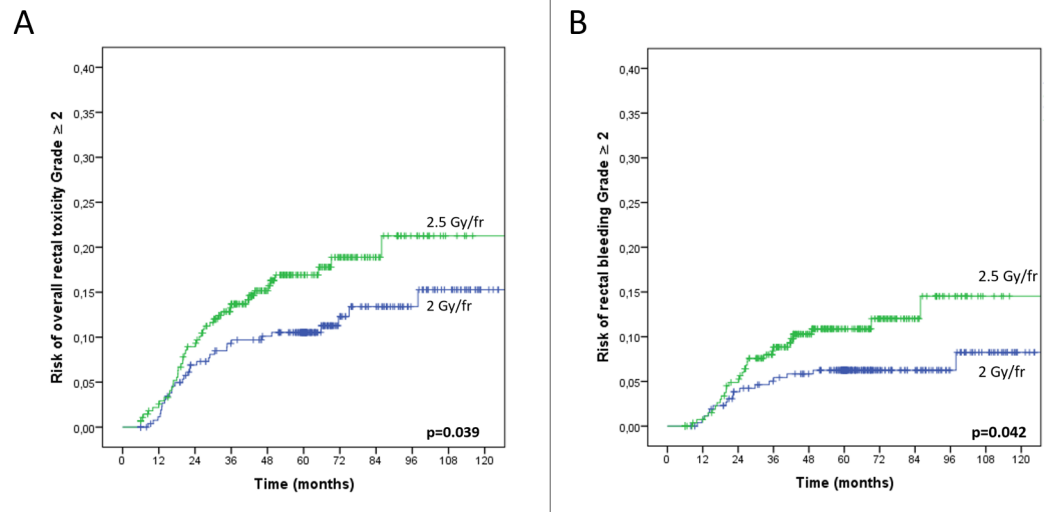 A
Risk of overall rectal toxicity Grade ≥ 2
0,40
0,35
0,30
0,25
0,20
0,15
0,10
0,05
0,00
2.5 Gy/fr
2 Gy/fr
p=0.039
0 12 24 36 48 60 72 84 96 108 120
Time (months)
B
Risk of rectal bleeding Grade ≥ 2
0,40
0,35
0,30
0,25
0,20
0,15
0,10
0,05
0,00
2.5 Gy/fr
2 Gy/fr
p=0.042
0 12 24 36 48 60 72 84 96 108 120
Time (months)